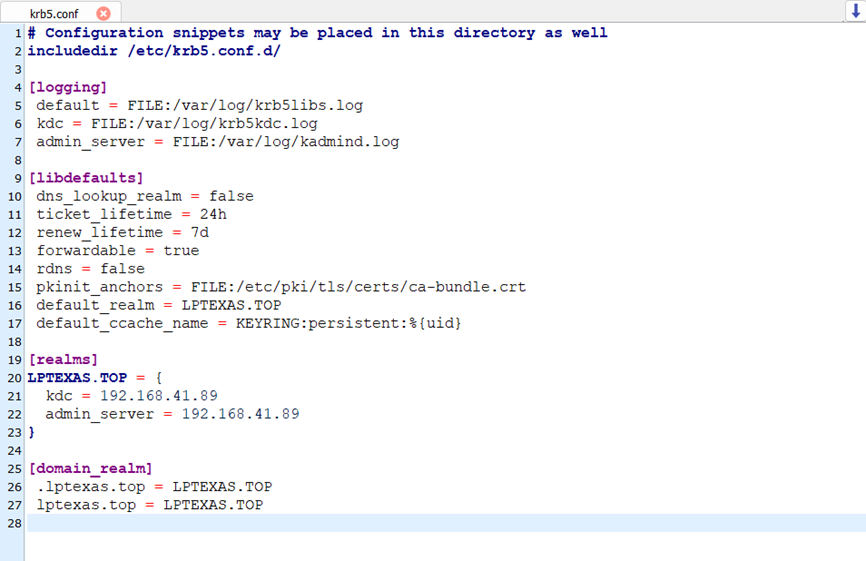 krb5.conf
1 # Configuration snippets may be placed in this directory as well
2 includedir /etc/krb5.conf.d/
3
4 [logging]
5  default = FILE:/var/log/krb5libs.log
6  kdc = FILE:/var/log/krb5kdc.log
7  admin_server = FILE:/var/log/kadmind.log
8
9 [libdefaults]
10  dns_lookup_realm = false
11  ticket_lifetime = 24h
12  renew_lifetime = 7d
13  forwardable = true
14  rdns = false
15  pkinit_anchors = FILE:/etc/pki/tls/certs/ca-bundle.crt
16  default_realm = LPTEXAS.TOP
17  default_ccache_name = KEYRING:persistent:%{uid}
18
19 [realms]
20 LPTEXAS.TOP = {
21   kdc = 192.168.41.89
22   admin_server = 192.168.41.89
23 }
24
25 [domain_realm]
26  .lptexas.top = LPTEXAS.TOP
27  lptexas.top = LPTEXAS.TOP
28